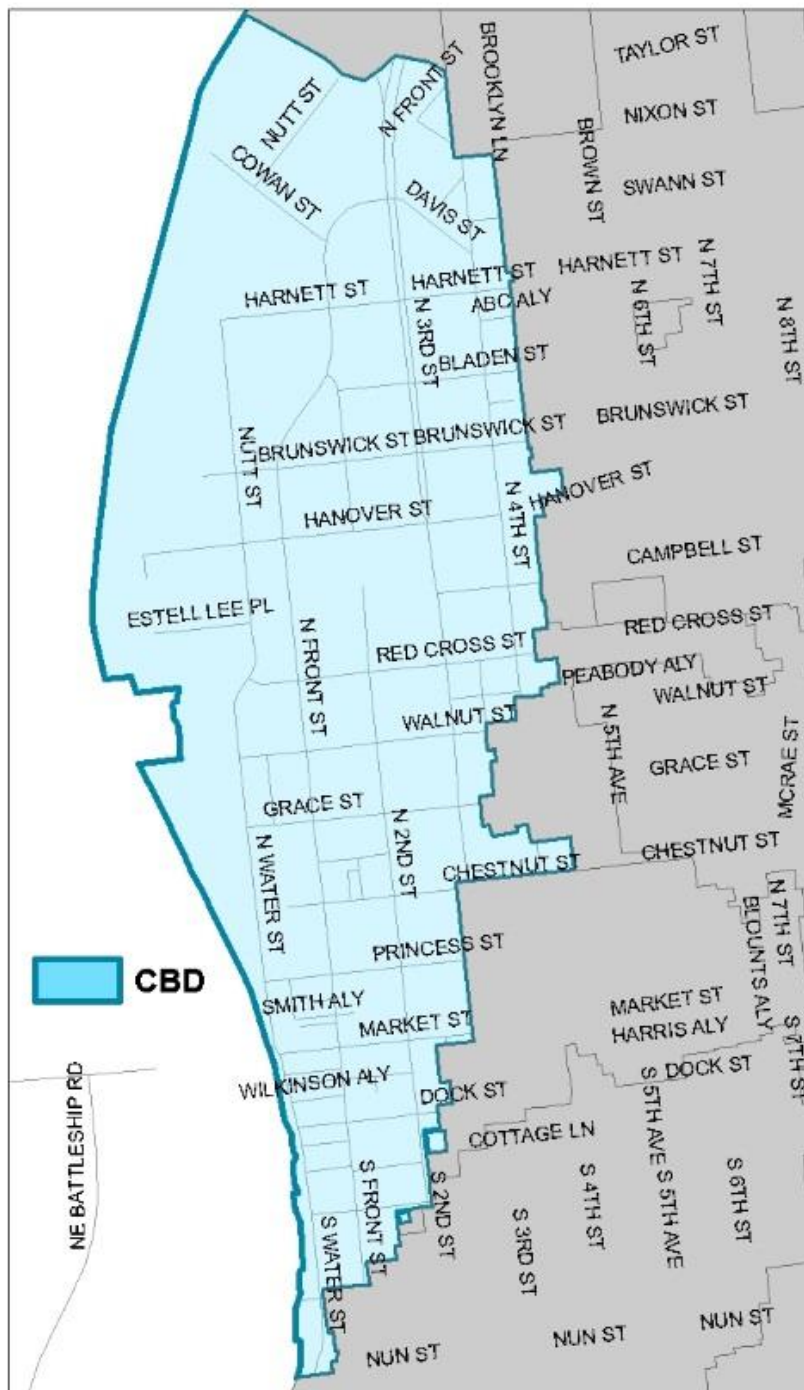 BROOKLYN LN
TAYLOR ST
N FRONT ST
NUTT ST
NIXON ST
BROWN ST
COWAN ST
SWANN ST
DAVIS ST
HARNETT ST
HARNETT ST
HARNETT ST
N 7TH ST
ABC ALY
N 6TH ST
N 8TH ST
N 3RD ST
BLADEN ST
BRUNSWICK ST
BRUNSWICK ST
BRUNSWICK ST
NUTT ST
HANOVER ST
N 4TH ST
HANOVER ST
CAMPBELL ST
ESTELL LEE PL
RED CROSS ST
N FRONT ST
RED CROSS ST
PEABODY ALY
WALNUT ST
WALNUT ST
N 5TH AVE
GRACE ST
MCRAE ST
GRACE ST
N 2ND ST
CHESTNUT ST
CHESTNUT ST
N WATER ST
N 7TH ST
BLOUNTS ALY
PRINCESS ST
CBD
SMITH ALY
MARKET ST
MARKET ST
HARRIS ALY
S 7TH ST
WILKINSON ALY
DOCK ST
DOCK ST
S 5TH AVE
COTTAGE LN
NE BATTLESHIP RD
S FRONT ST
S 2ND ST
S 4TH ST
S 5TH AVE
S 6TH ST
S 3RD ST
S WATER ST
NUN ST
NUN ST
NUN ST